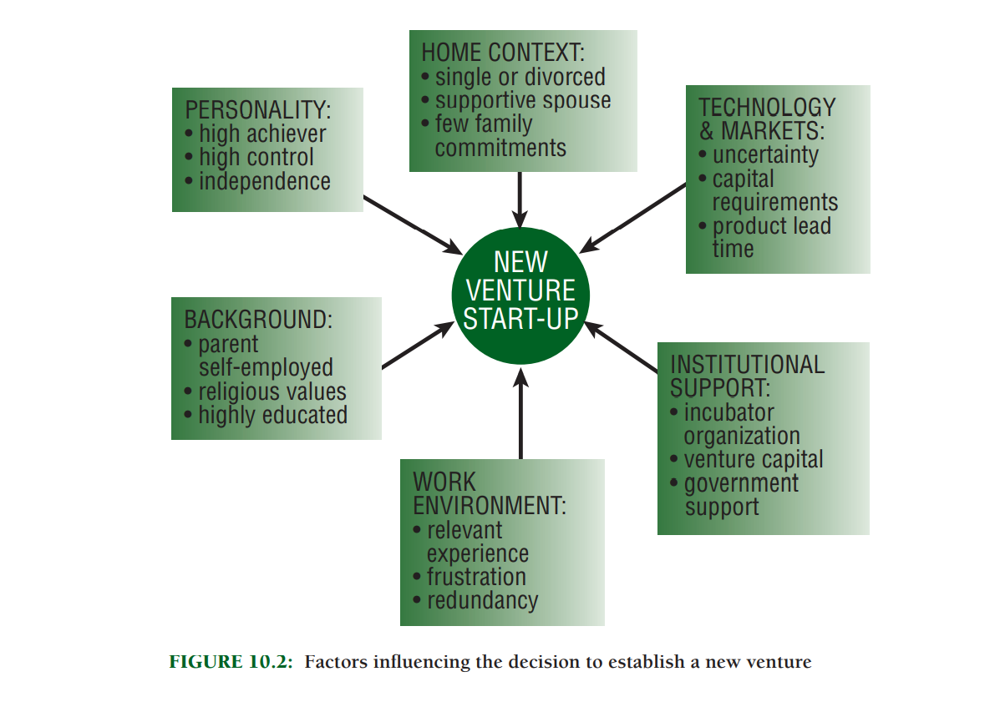 HOME CONTEXT:
• single or divorced
• supportive spouse
• few family
commitments
PERSONALITY:
• high achiever
• high control
• independence
TECHNOLOGY
& MARKETS:
• uncertainty
• capital
requirements
• product lead
time
NEW
VENTURE
START-UP
BACKGROUND:
• parent
self-employed
• religious values
• highly educated
INSTITUTIONAL
SUPPORT:
• incubator
organization
• venture capital
• government
support
WORK
ENVIRONMENT:
• relevant
experience
• frustration
• redundancy
FIGURE 10.2: Factors influencing the decision to establish a new venture